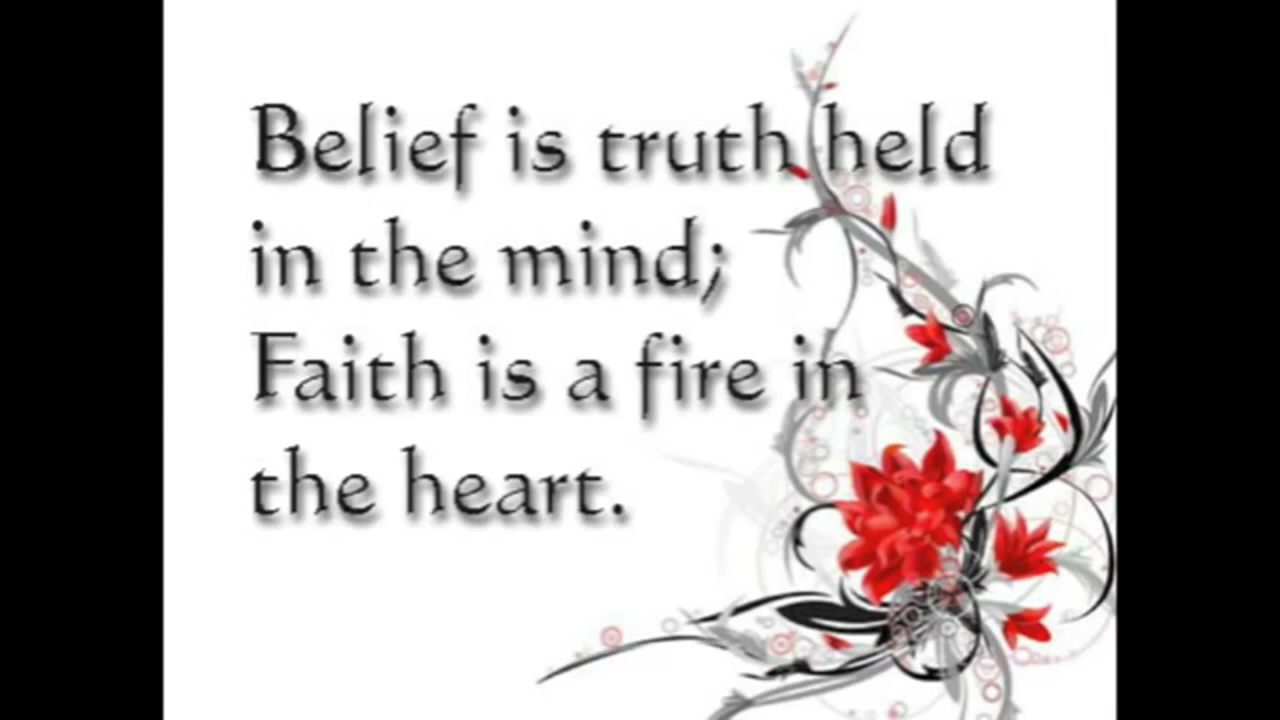 Belief is truth held
in the mind;
Faith is a fire in
the heart.